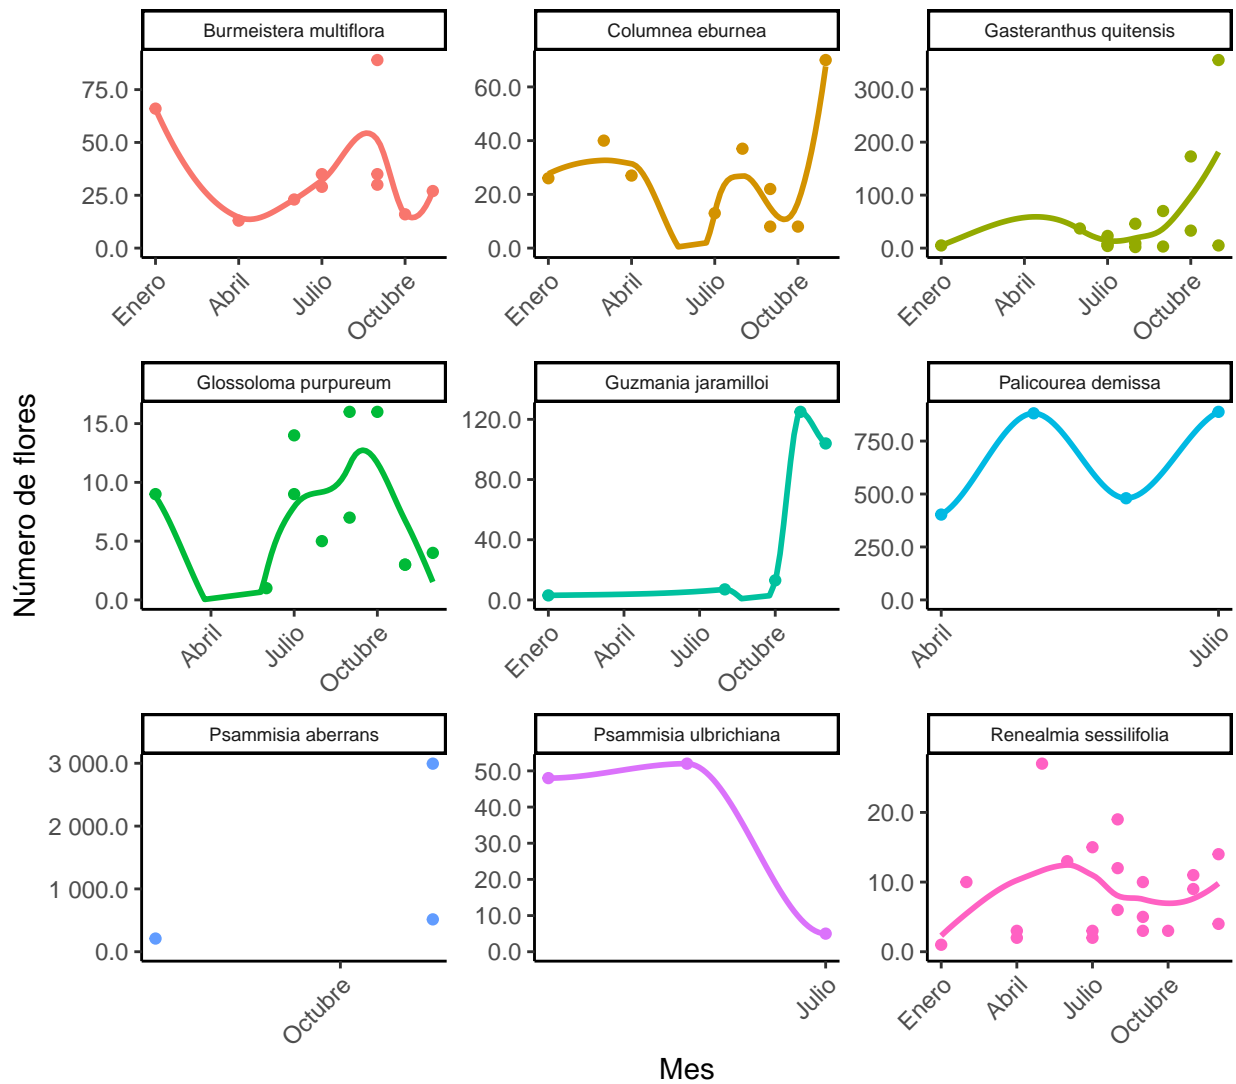 Burmeistera multiflora
Columnea eburnea
Gasteranthus quitensis
75.0
50.0
25.0
0.0
Enero
Abril
Julio
Octubre
60.0
40.0
20.0
0.0
Enero
Abril
Julio
Octubre
300.0
200.0
100.0
0.0
Enero
Abril
Julio
Octubre
Número de flores
Glossoloma purpureum
Guzmania jaramilloi
Palicourea demissa
15.0
10.0
5.0
0.0
Abril
Julio
Octubre
120.0
80.0
40.0
0.0
Enero
Abril
Julio
Octubre
750.0
500.0
250.0
0.0
Abril
Julio
Psammisia aberrans
Psammisia ulbrichiana
Renealmia sessilifolia
3 000.0
2 000.0
1 000.0
0.0
Octubre
50.0
40.0
30.0
20.0
10.0
0.0
Julio
20.0
10.0
0.0
Enero
Abril
Julio
Octubre
Mes